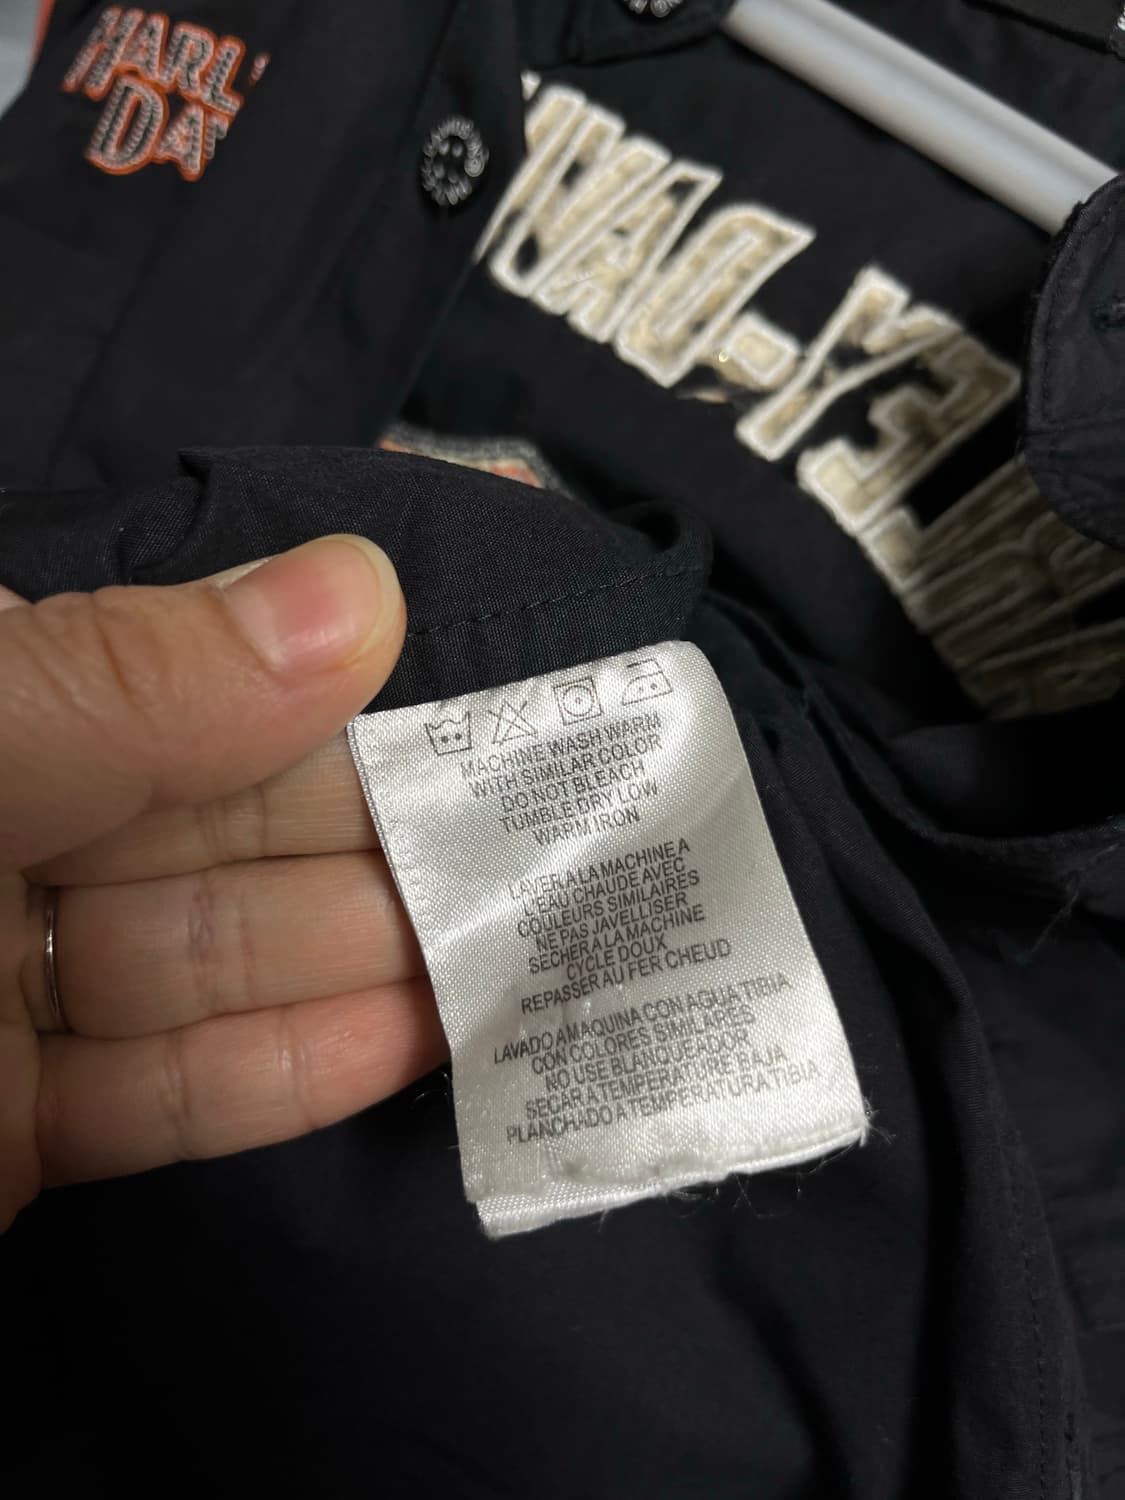 HARL
DA
MACHINE WASH WARM
WITH SIMILAR COLOR
DO NOT BLEACH
TUMBLE DRY LOW
WARM IRON
LAVER A LA MACHINE A
L'EAU CHAUDE AVEC
COULEURS SIMILAIRES
NE PAS JAVELLISER
SECHER A LA MACHINE
CYCLE DOUX
REPASSER AU FER CHEUD
LAVADO A MAQUINA CON AGUA TIBIA
CON COLORES SIMILARES
NO USE BLANQUEADOR
SECAR A TEMPERATURE BAJA
PLANCHADO A TEMPERATURA TIBIA